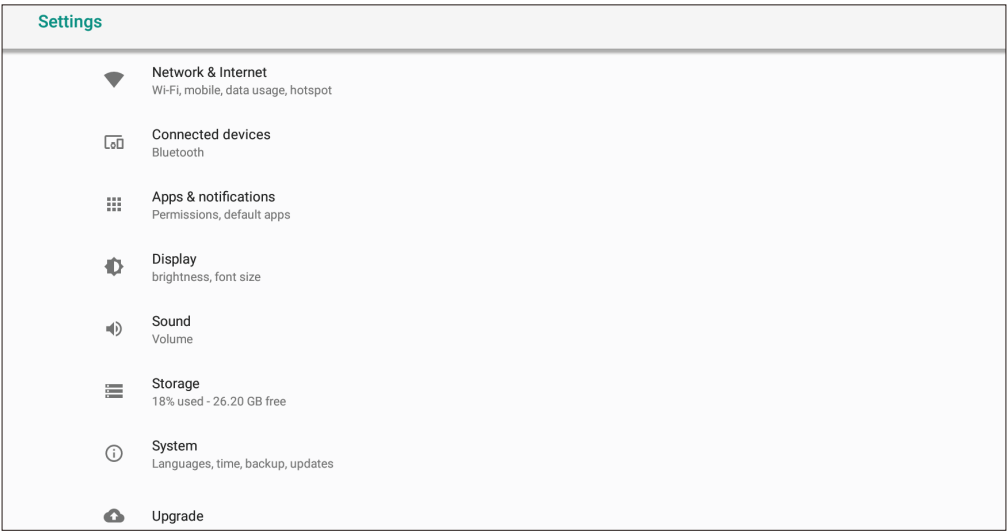 Settings
Network & Internet
Wi-Fi, mobile, data usage, hotspot
Connected devices
Bluetooth
Apps & notifications
Permissions, default apps
Display
brightness, font size
Sound
Volume
Storage
18% used - 26.20 GB free
System
Languages, time, backup, updates
Upgrade